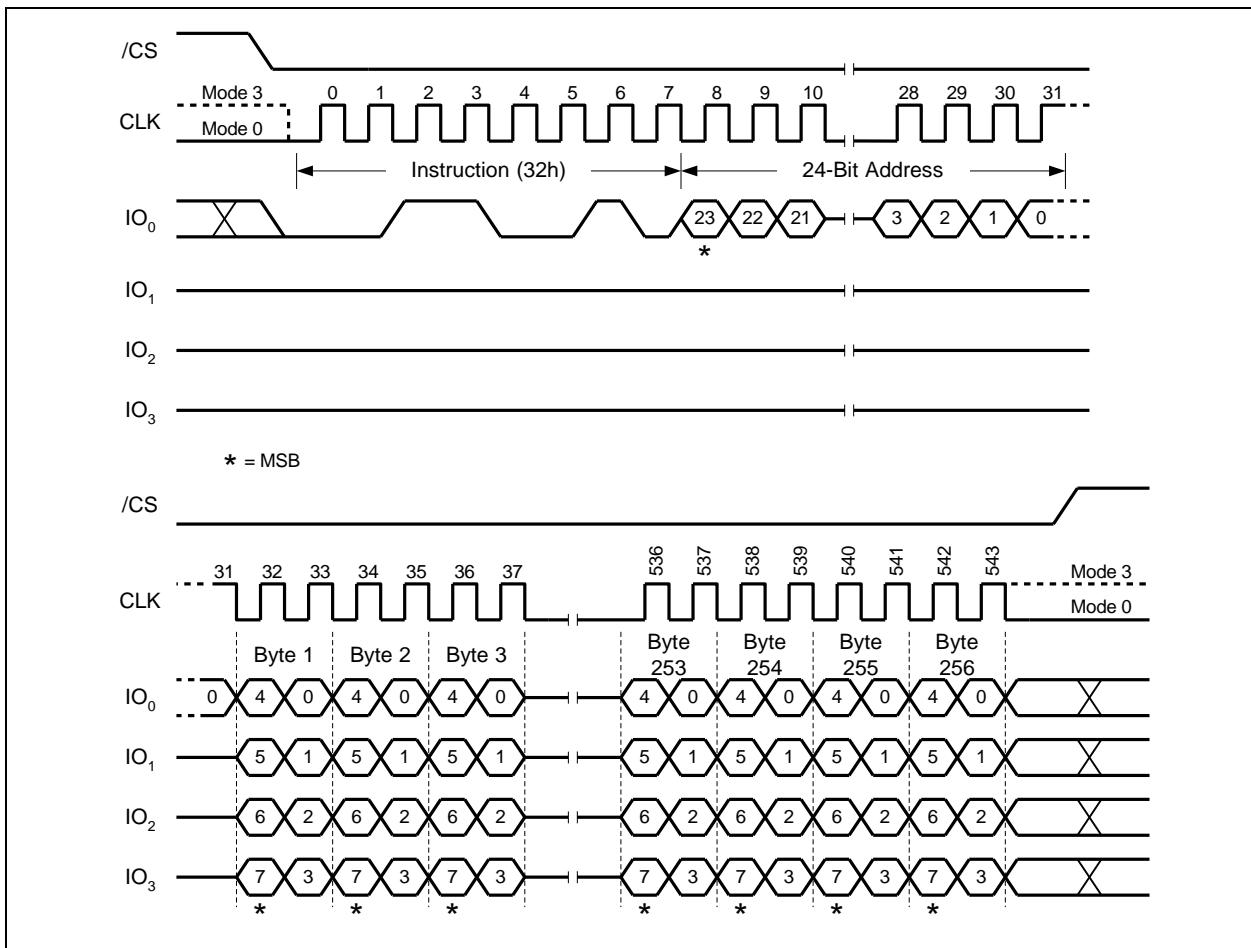 /CS
Mode 3 0 1 2 3 4 5 6 7 8 9 10 28 29 30 31
CLK Mode 0
Instruction (32h) 24-Bit Address
IO0 23 22 21 3 2 1 0
*
IO1
IO2
IO3
* = MSB
/CS
31 32 33 34 35 36 37 536 537 538 539 540 541 542 543 Mode 3
CLK Mode 0
Byte 1 Byte 2 Byte 3 Byte 253 Byte 254 Byte 255 Byte 256
IO0 0 4 0 4 0 4 0 4 0 4 0 4 0 4 0
IO1 5 1 5 1 5 1 5 1 5 1 5 1 5 1
IO2 6 2 6 2 6 2 6 2 6 2 6 2 6 2
IO3 7 3 7 3 7 3 7 3 7 3 7 3 7 3
* * * * * * *